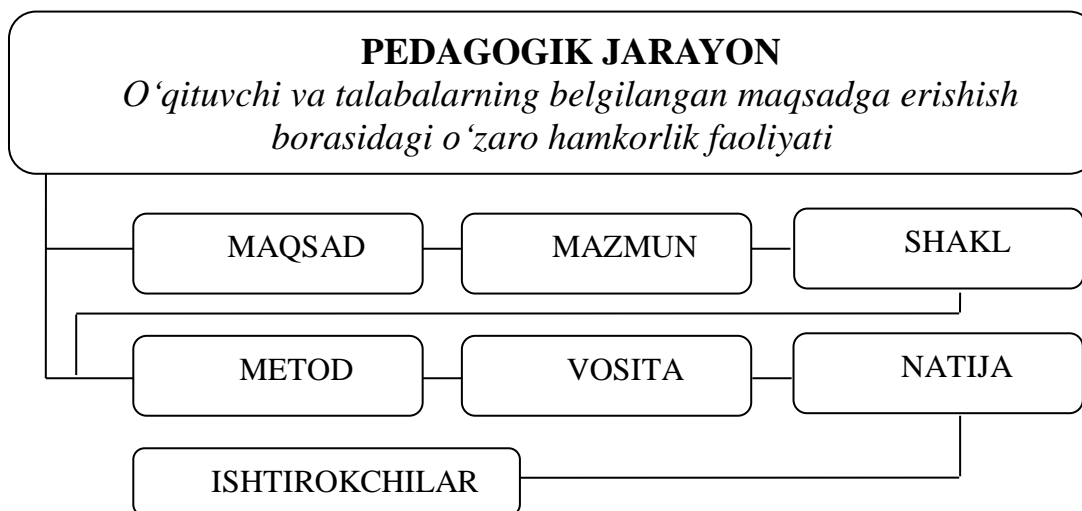 PEDAGOGIK JARAYON
O‘qituvchi va talabalarning belgilangan maqsadga erishish
borasidagi o‘zaro hamkorlik faoliyati
MAQSAD
MAZMUN
SHAKL
METOD
VOSITA
NATIJA
ISHTIROKCHILAR